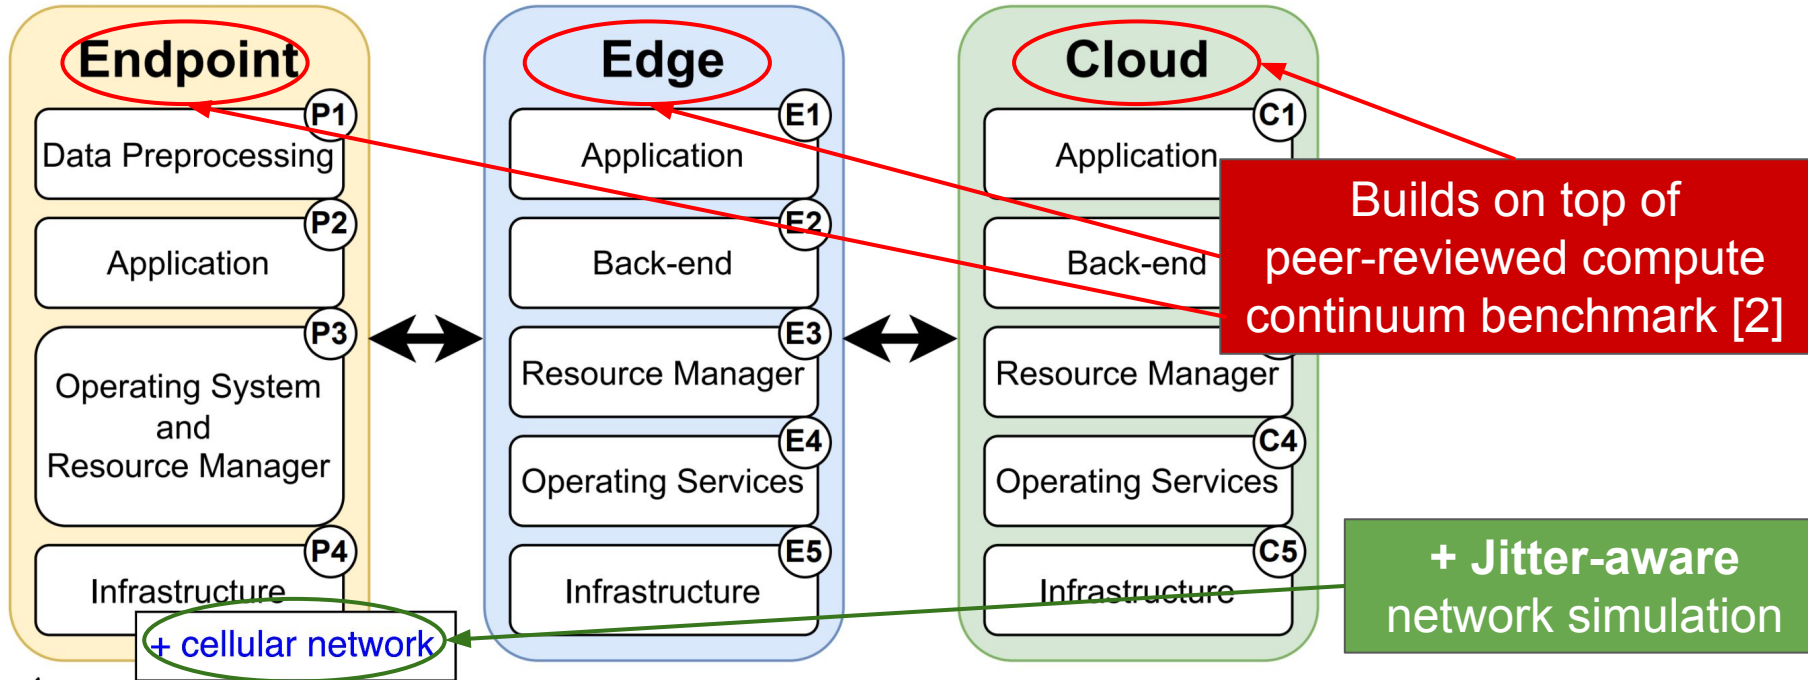 Endpoint
P1
Data Preprocessing
P2
Application
P3
Operating System
and
Resource Manager
P4
Infrastructure
+ cellular network
Edge
E1
Application
E2
Back-end
E3
Resource Manager
E4
Operating Services
E5
Infrastructure
Cloud
C1
Application
Back-end
Resource Manager
C4
Operating Services
C5
Infrastructure
Builds on top of
peer-reviewed compute
continuum benchmark [2]
+ Jitter-aware
network simulation